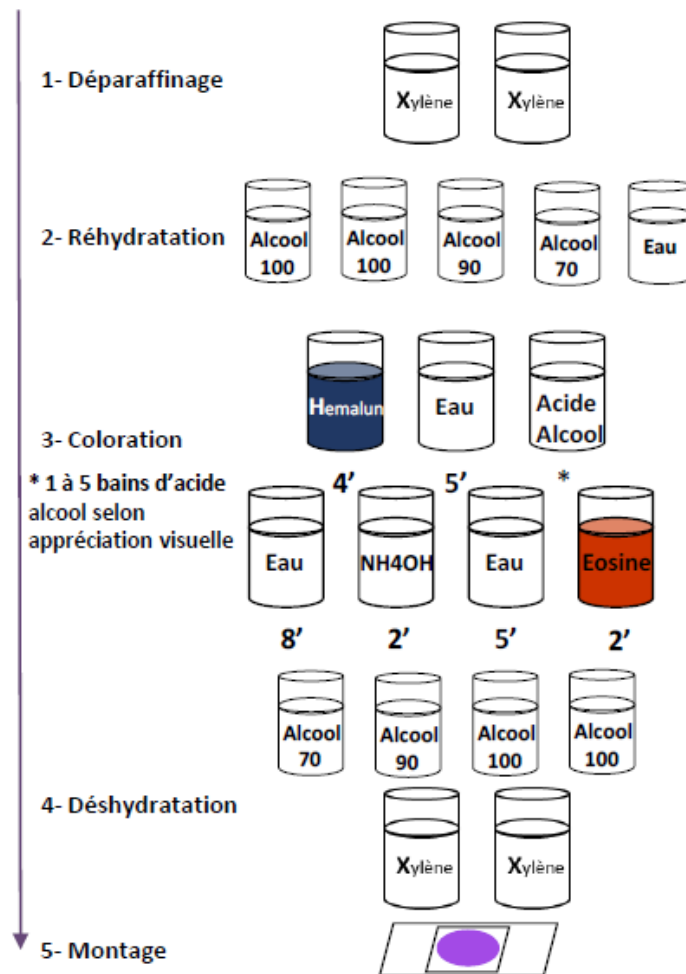 1- Déparaffinage
Xylène
Xylène
2- Réhydratation
Alcool
100
Alcool
100
Alcool
90
Alcool
70
Eau
3- Coloration
Hemalun
Eau
Acide
Alcool
* 1 à 5 bains d'acide
alcool selon
appréciation visuelle
4'
5'
*
Eau
NH4OH
Eau
Eosine
8'
2'
5'
2'
Alcool
70
Alcool
90
Alcool
100
Alcool
100
4- Déshydratation
Xylène
Xylène
5- Montage